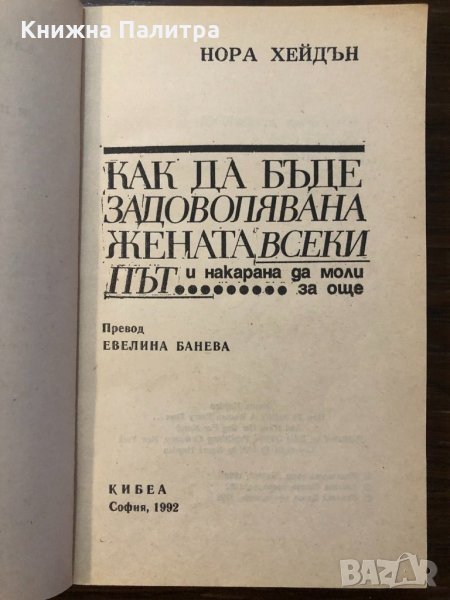 Книжна Палитра
НОРА ХЕЙДЪН
КАК ДА БЪДЕ
ЗАДОВОЛЯВАНА
ЖЕНАТА ВСЕКИ
ПЪТ.......... и накарана да моли
за още
Превод
ЕВЕЛИНА БАНЕВА
КИБЕА
София, 1992
BAZAR